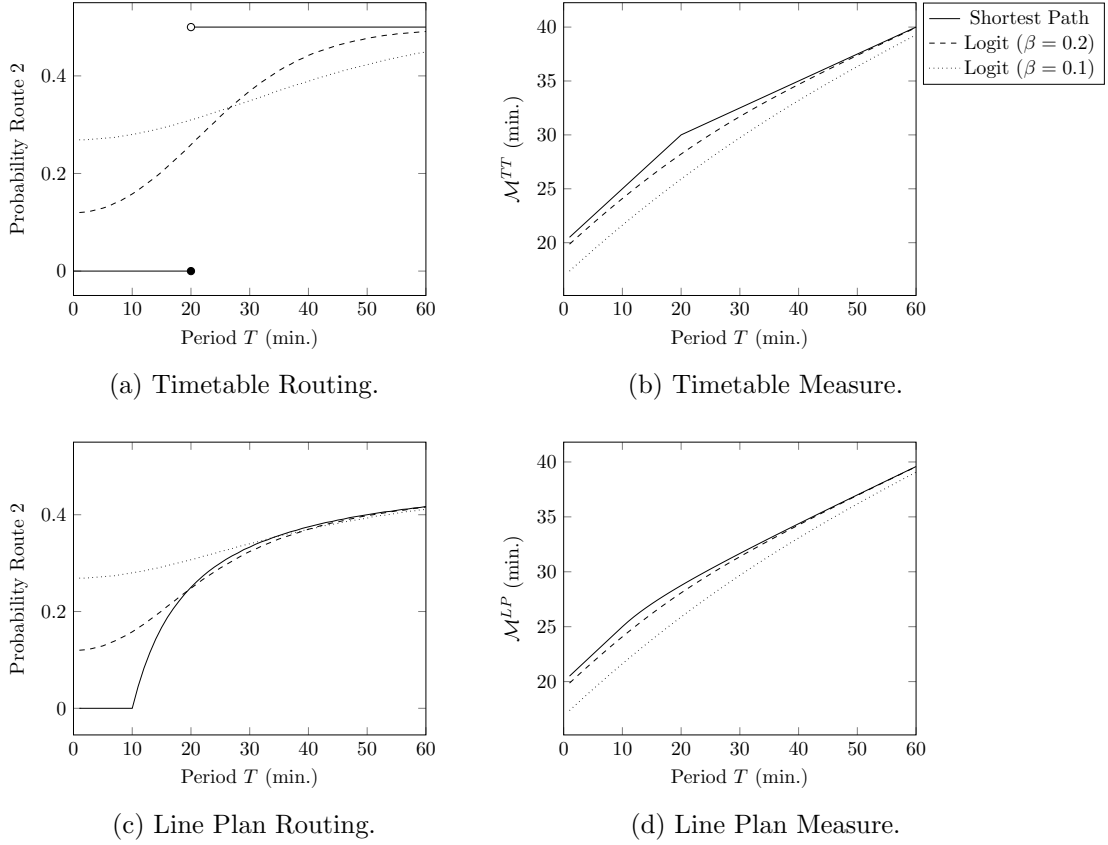 Probability Route 2
0.4
0.2
0
0 10 20 30 40 50 60
Period T (min.)
(a) Timetable Routing.
ℳ^{TT} (min.)
40
35
30
25
20
0 10 20 30 40 50 60
Period T (min.)
(b) Timetable Measure.
Shortest Path
Logit (β = 0.2)
Logit (β = 0.1)
Probability Route 2
0.4
0.2
0
0 10 20 30 40 50 60
Period T (min.)
(c) Line Plan Routing.
ℳ^{LP} (min.)
40
35
30
25
20
0 10 20 30 40 50 60
Period T (min.)
(d) Line Plan Measure.